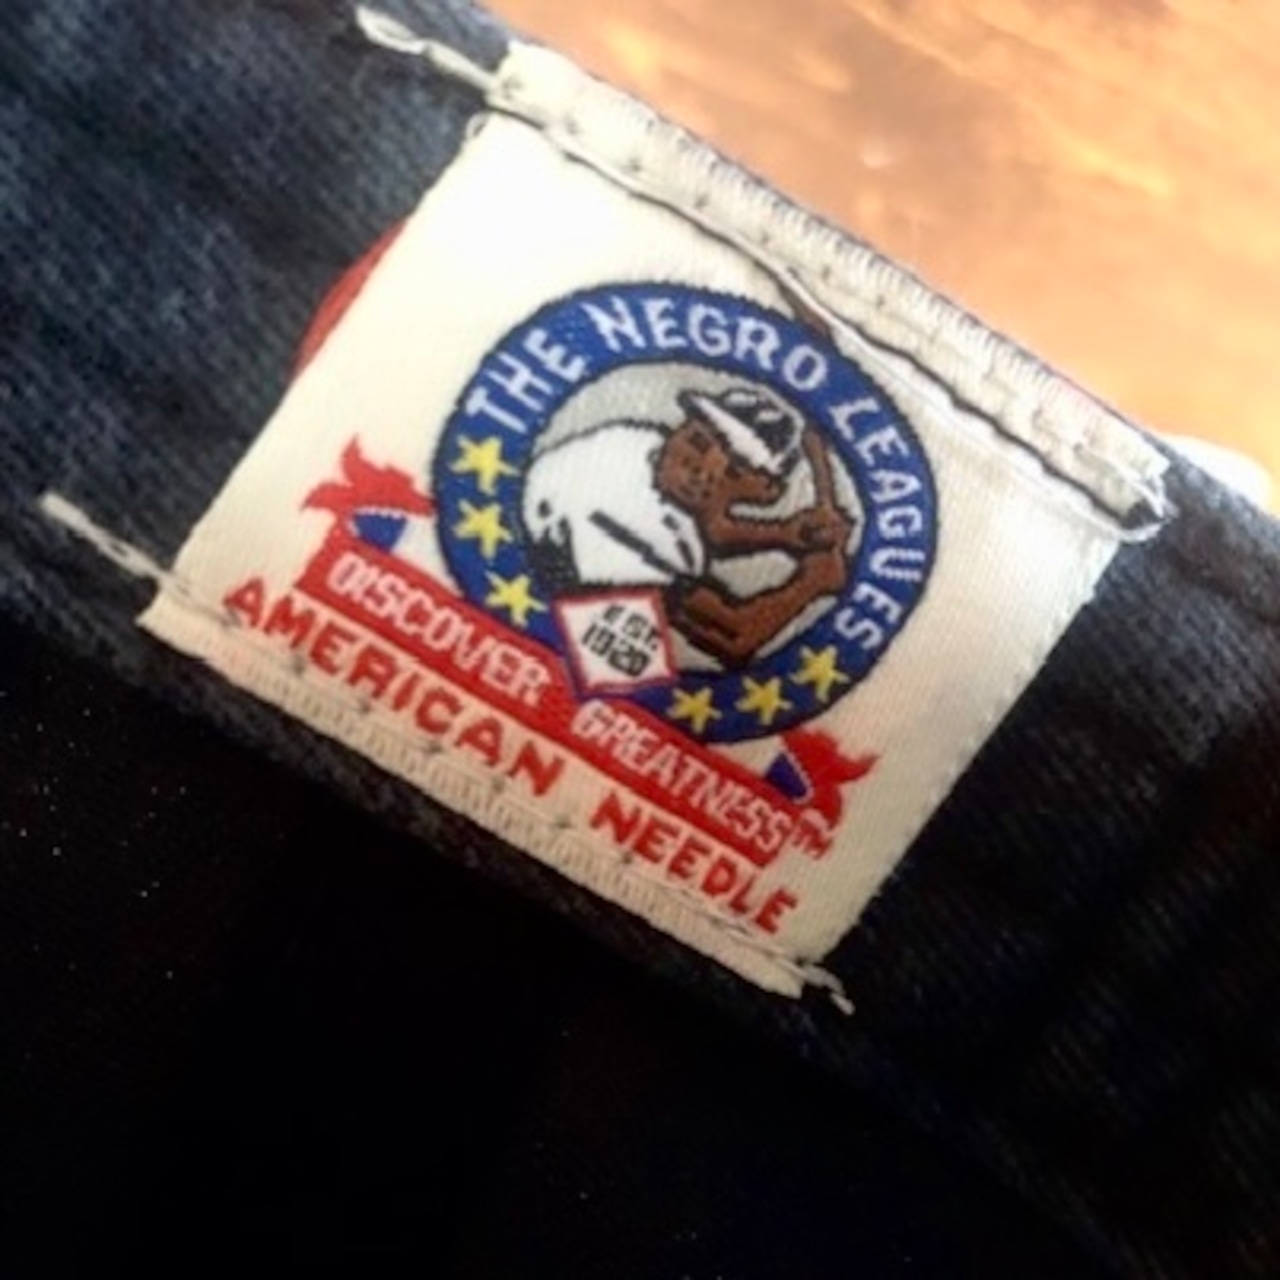 THE NEGRO LEAGUES
EST.
1920
DISCOVER GREATNESS™
AMERICAN NEEDLE